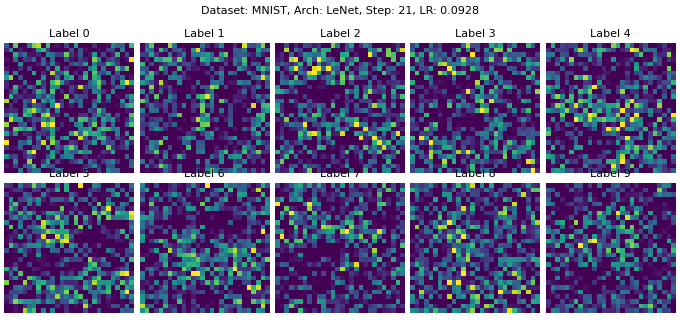 Dataset: MNIST, Arch: LeNet, Step: 21, LR: 0.0928
Label 0 Label 1 Label 2 Label 3 Label 4
Label 5 Label 6 Label 7 Label 8 Label 9